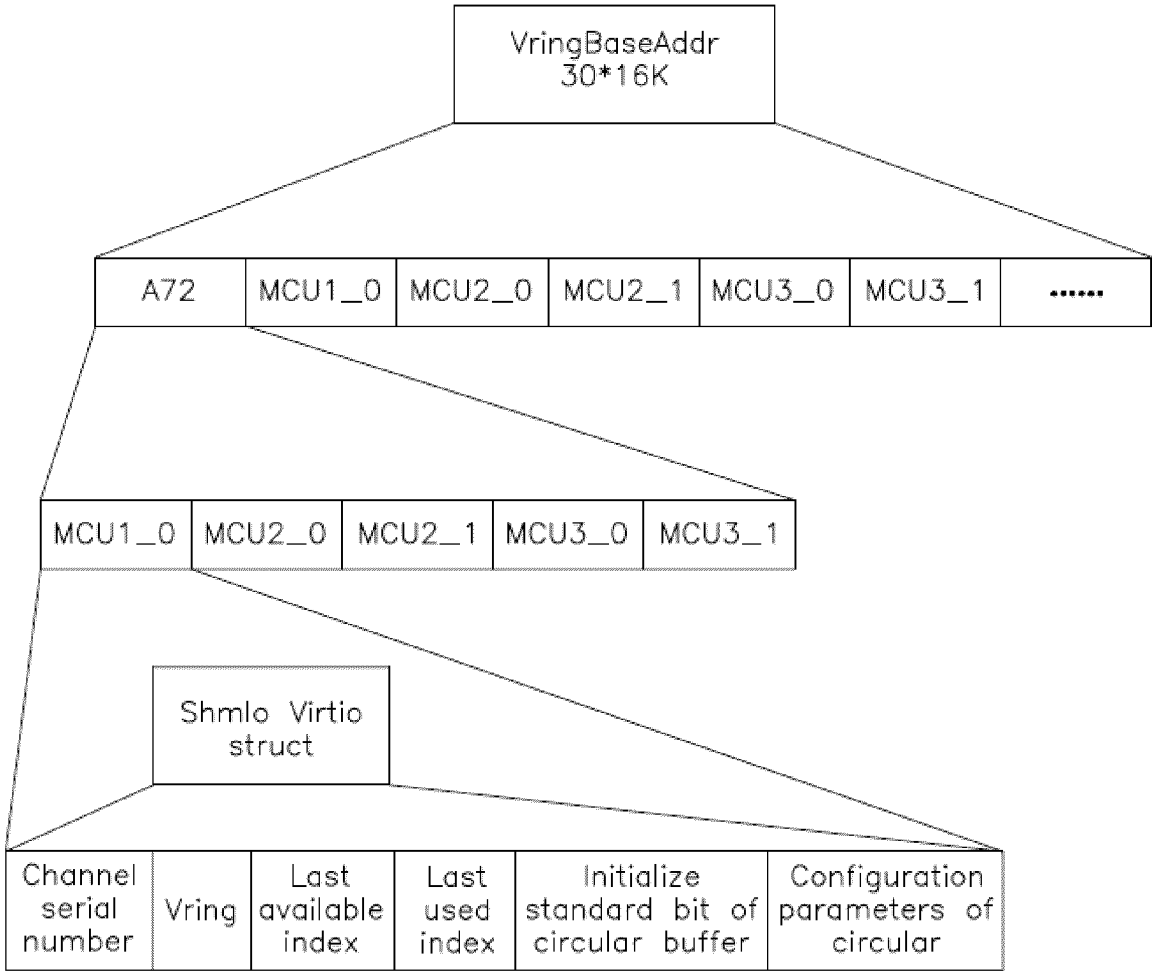 VringBaseAddr
30*16K
A72 MCU1_0 MCU2_0 MCU2_1 MCU3_0 MCU3_1 ......
MCU1_0 MCU2_0 MCU2_1 MCU3_0 MCU3_1
Shmlo Virtio
struct
Channel
serial
number
Vring
Last
available
index
Last
used
index
Initialize
standard bit of
circular buffer
Configuration
parameters of
circular